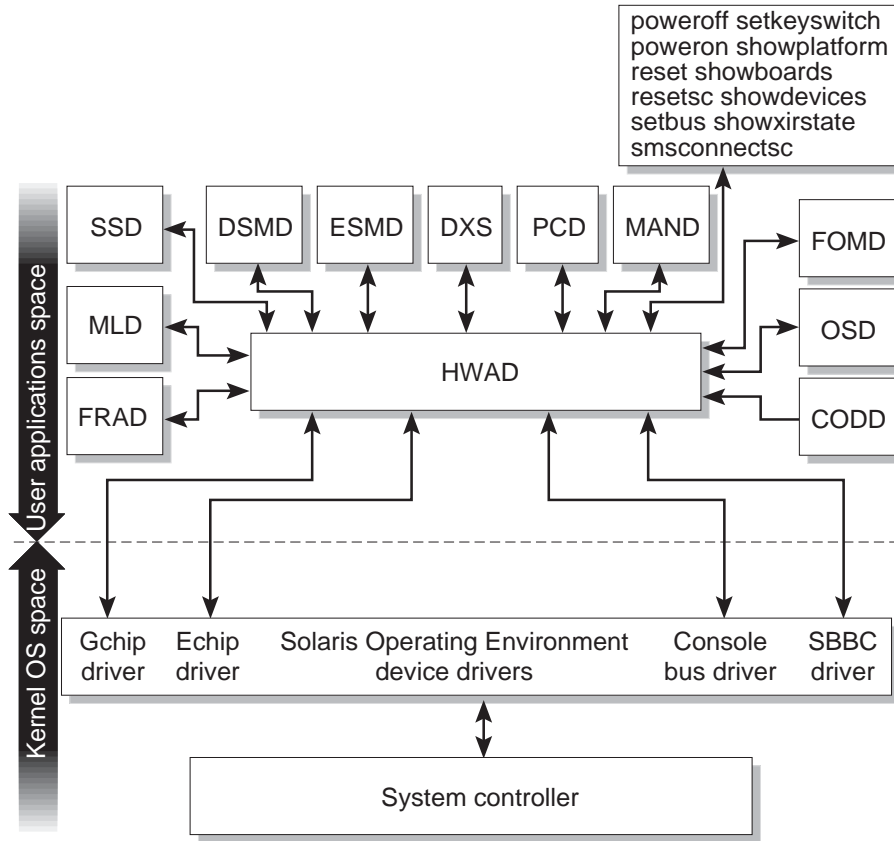 poweroff setkeyswitch
poweron showplatform
reset showboards
resetsc showdevices
setbus showxirstate
smsconnectsc
SSD
DSMD
ESMD
DXS
PCD
MAND
FOMD
MLD
OSD
HWAD
FRAD
CODD
User applications space
Kernel OS space
Gchip
driver
Echip
driver
Solaris Operating Environment
device drivers
Console
bus driver
SBBC
driver
System controller